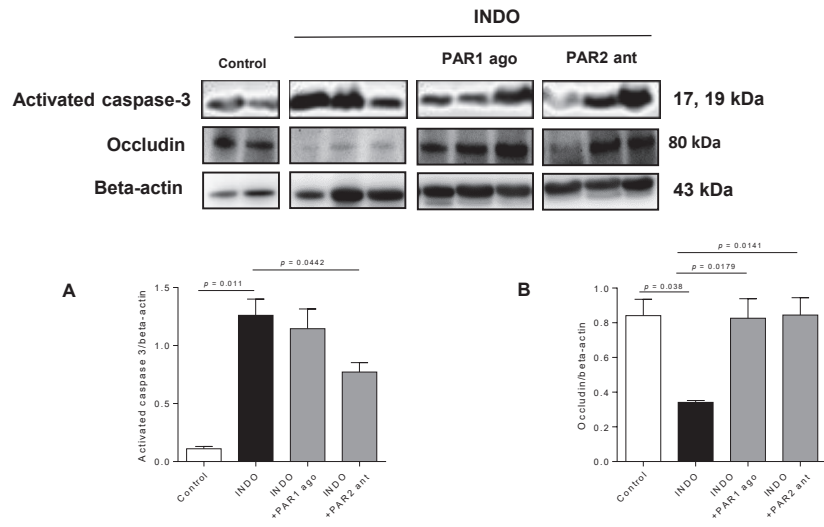 INDO
Control
PAR1 ago
PAR2 ant
Activated caspase-3
17, 19 kDa
Occludin
80 kDa
Beta-actin
43 kDa
A
p = 0.0442
p = 0.011
Activated caspase 3/beta-actin
1.5
1.0
0.5
0.0
Control
INDO
INDO
+PAR1 ago
INDO
+PAR2 ant
B
p = 0.0141
p = 0.0179
p = 0.038
Occludin/beta-actin
1.0
0.8
0.6
0.4
0.2
0.0
Control
INDO
INDO
+PAR1 ago
INDO
+PAR2 ant